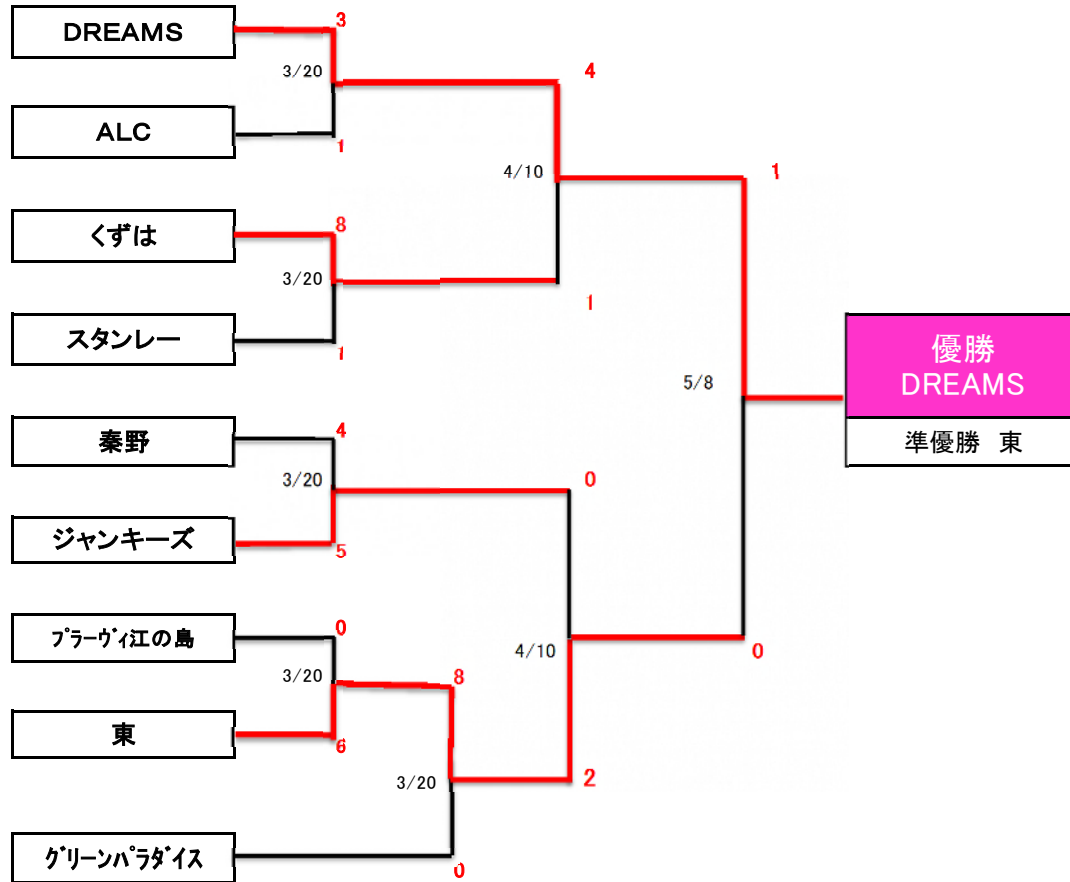 DREAMS
3
3/20
4
ALC
1
4/10
1
くずは
8
3/20
1
スタンレー
1
5/8
優勝
DREAMS
準優勝 東
秦野
4
3/20
0
ジャンキーズ
5
ﾌﾟﾗｰｳﾞｨ江の島
0
3/20
8
4/10
0
東
6
3/20
2
ｸﾞﾘｰﾝﾊﾟﾗﾀﾞｲｽ
0